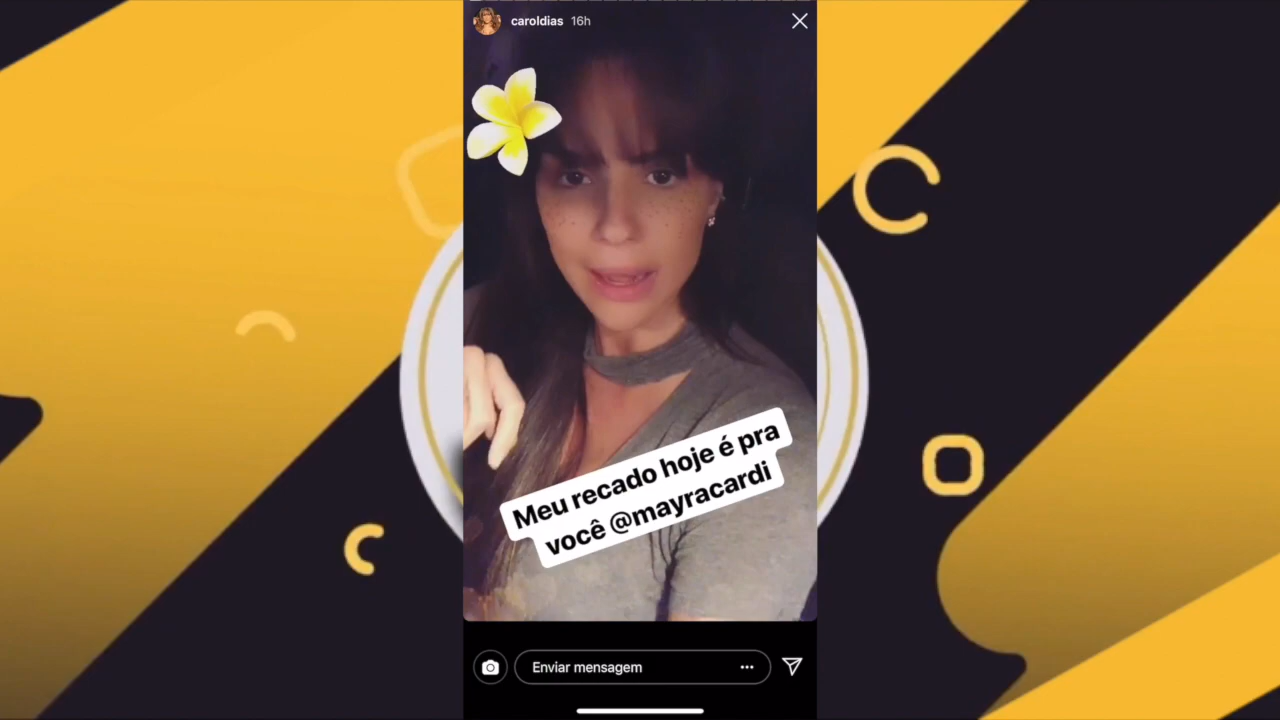 caroldias 16h
Meu recado hoje é pra
você @mayracardi
Enviar mensagem